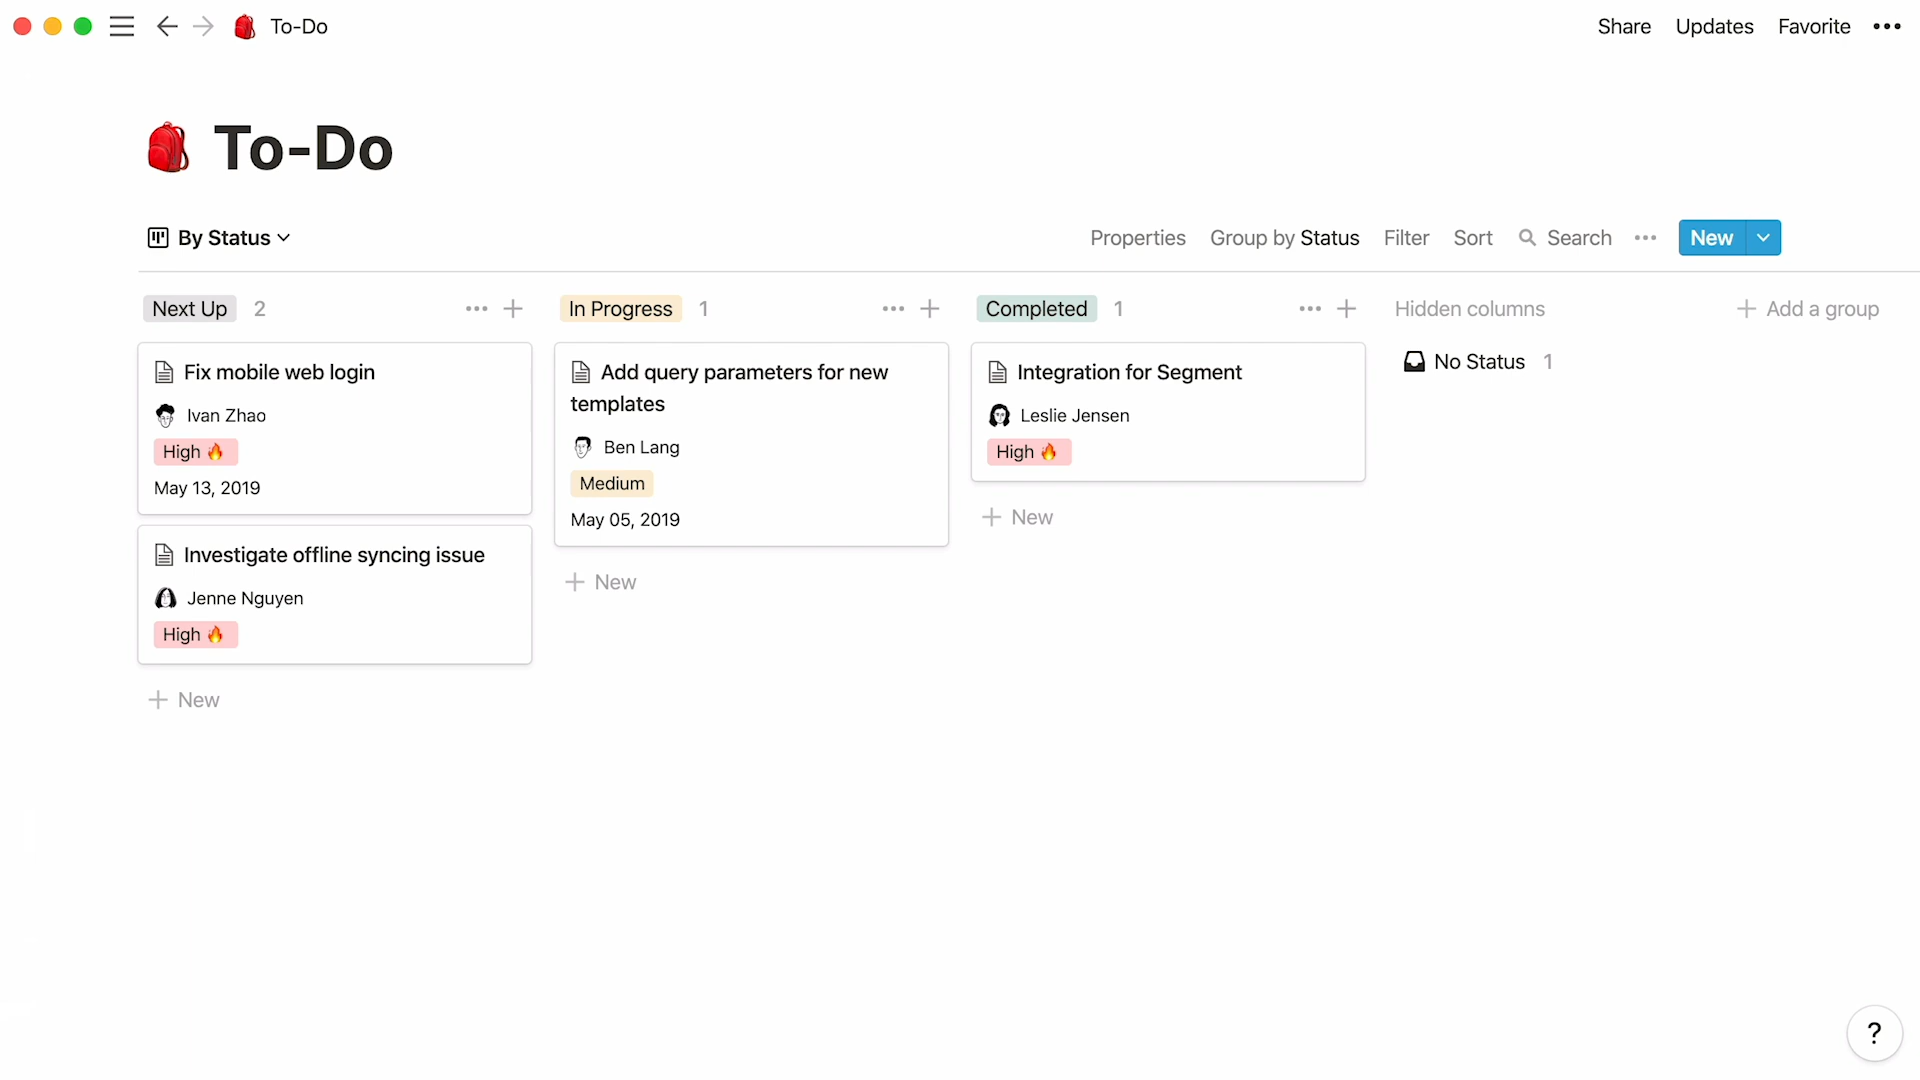 To-Do
Share Updates Favorite
To-Do
By Status
Properties Group by Status Filter Sort Search New
Next Up 2
Fix mobile web login
Ivan Zhao
High
May 13, 2019
Investigate offline syncing issue
Jenne Nguyen
High
New
In Progress 1
Add query parameters for new
templates
Ben Lang
Medium
May 05, 2019
New
Completed 1
Integration for Segment
Leslie Jensen
High
New
Hidden columns
No Status 1
Add a group
?